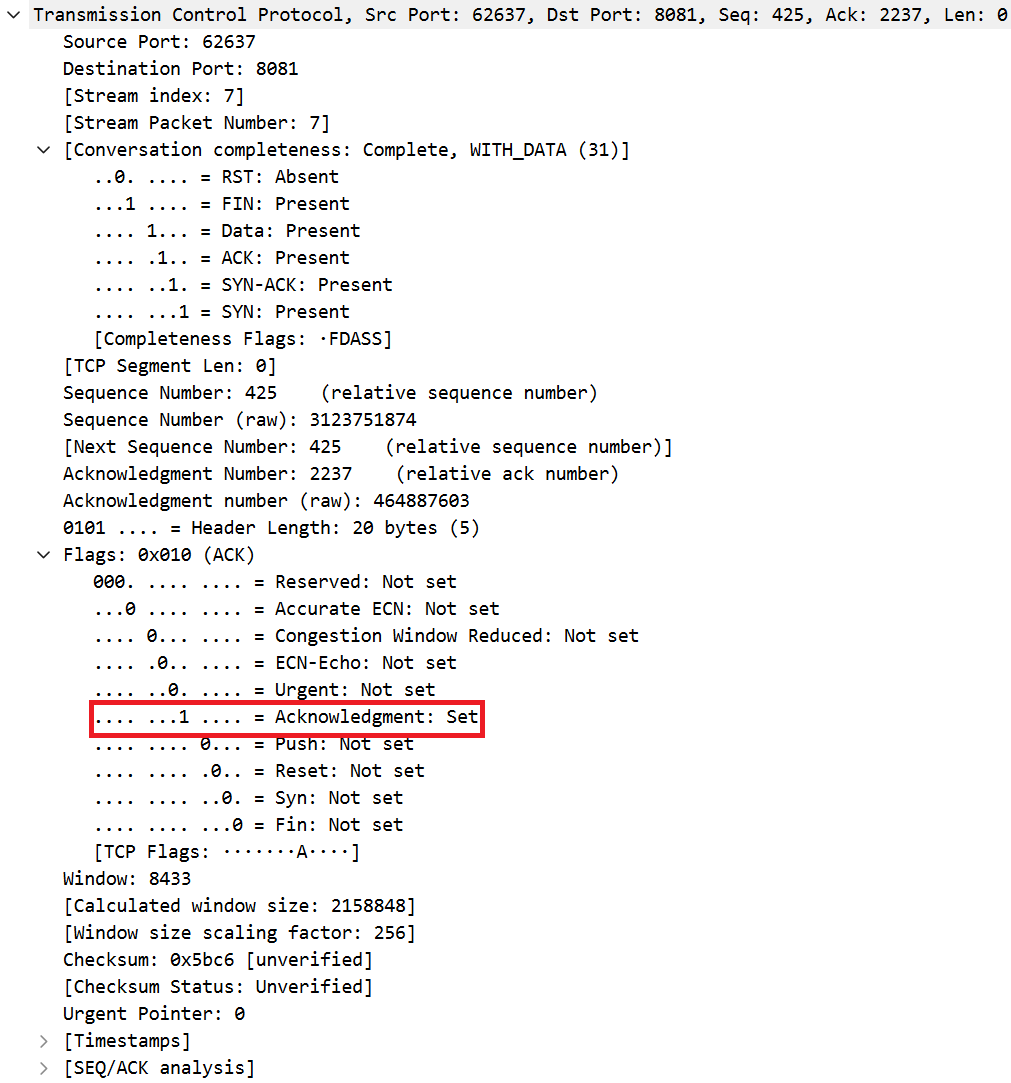 Transmission Control Protocol, Src Port: 62637, Dst Port: 8081, Seq: 425, Ack: 2237, Len: 0
Source Port: 62637
Destination Port: 8081
[Stream index: 7]
[Stream Packet Number: 7]
[Conversation completeness: Complete, WITH_DATA (31)]
..0. .... = RST: Absent
...1 .... = FIN: Present
.... 1... = Data: Present
.... .1.. = ACK: Present
.... ..1. = SYN-ACK: Present
.... ...1 = SYN: Present
[Completeness Flags: ·FDASS]
[TCP Segment Len: 0]
Sequence Number: 425    (relative sequence number)
Sequence Number (raw): 3123751874
[Next Sequence Number: 425    (relative sequence number)]
Acknowledgment Number: 2237    (relative ack number)
Acknowledgment number (raw): 464887603
0101 .... = Header Length: 20 bytes (5)
Flags: 0x010 (ACK)
000. .... .... = Reserved: Not set
...0 .... .... = Accurate ECN: Not set
.... 0... .... = Congestion Window Reduced: Not set
.... .0.. .... = ECN-Echo: Not set
.... ..0. .... = Urgent: Not set
.... ...1 .... = Acknowledgment: Set
.... .... 0... = Push: Not set
.... .... .0.. = Reset: Not set
.... .... ..0. = Syn: Not set
.... .... ...0 = Fin: Not set
[TCP Flags: ·······A····]
Window: 8433
[Calculated window size: 2158848]
[Window size scaling factor: 256]
Checksum: 0x5bc6 [unverified]
[Checksum Status: Unverified]
Urgent Pointer: 0
[Timestamps]
[SEQ/ACK analysis]